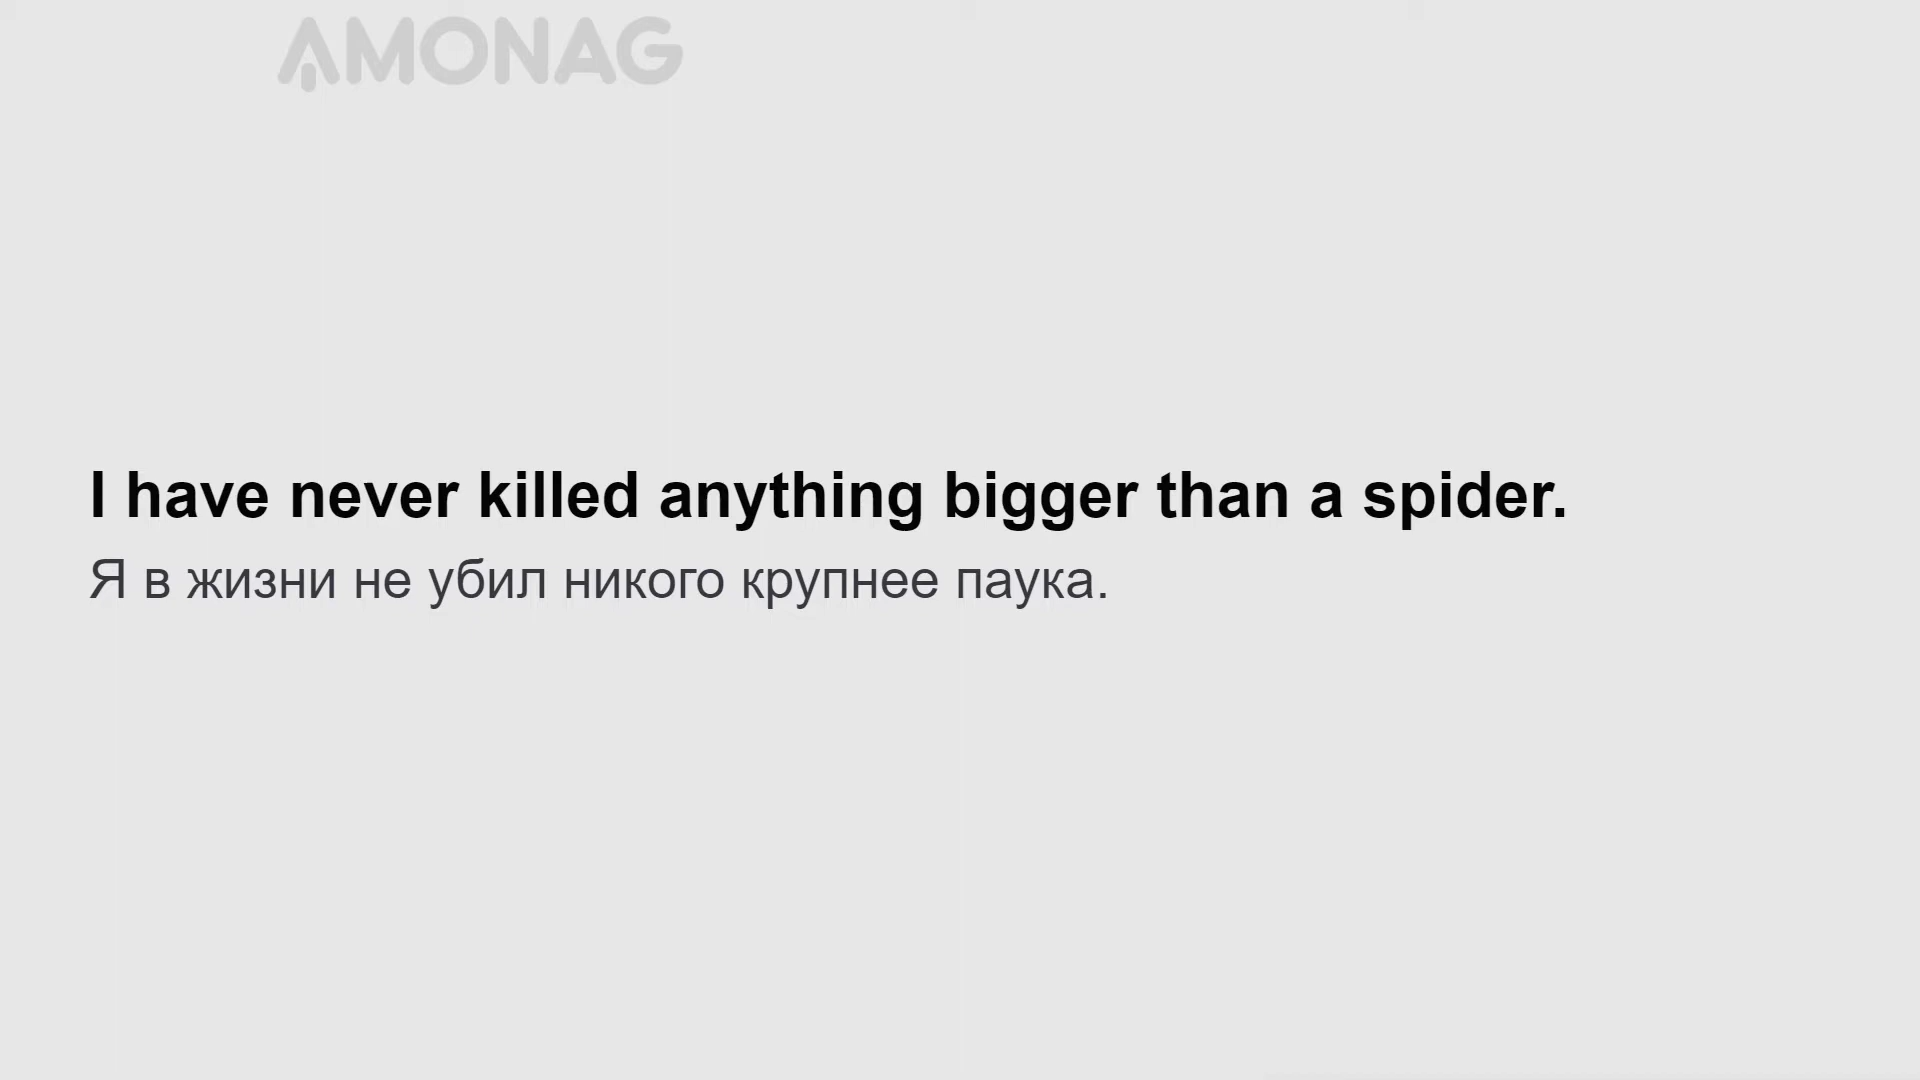 AMONAG
I have never killed anything bigger than a spider.
Я в жизни не убил никого крупнее паука.